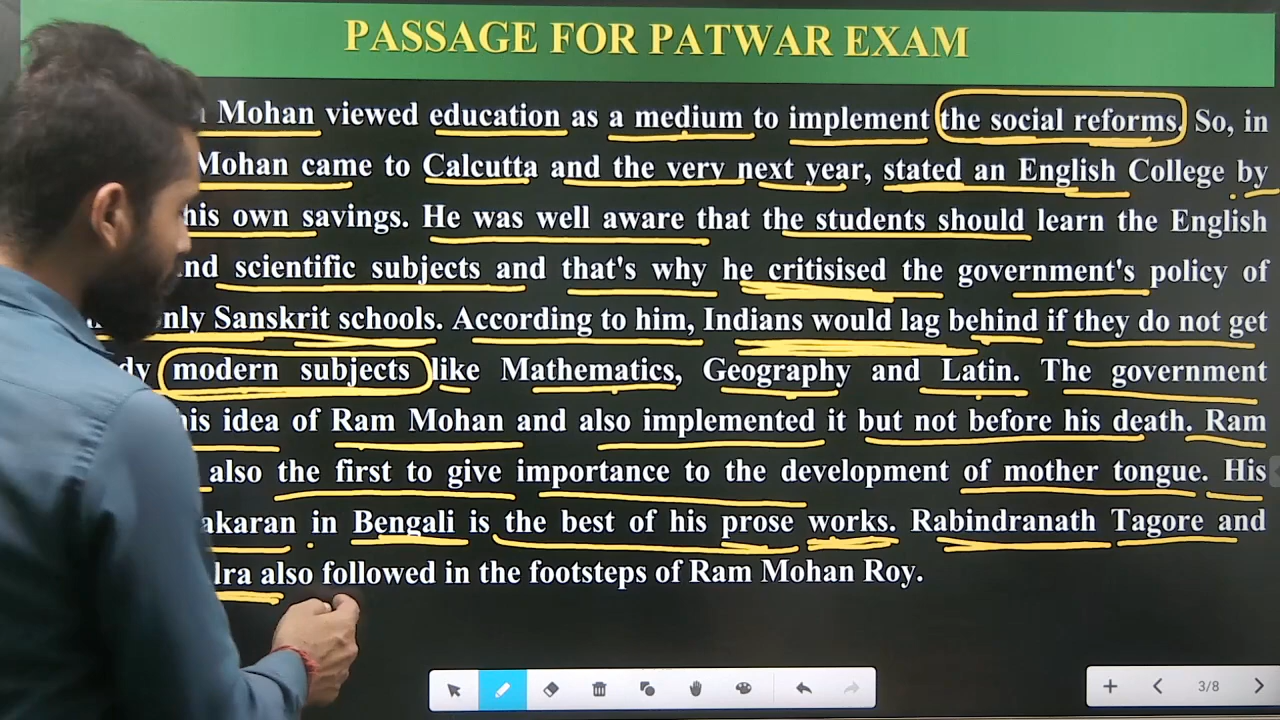 PASSAGE FOR PATWAR EXAM
Mohan viewed education as a medium to implement the social reforms. So, in
Mohan came to Calcutta and the very next year, stated an English College by
his own savings. He was well aware that the students should learn the English
and scientific subjects and that's why he critisised the government's policy of
only Sanskrit schools. According to him, Indians would lag behind if they do not get
modern subjects like Mathematics, Geography and Latin. The government
his idea of Ram Mohan and also implemented it but not before his death. Ram
also the first to give importance to the development of mother tongue. His
in Bengali is the best of his prose works. Rabindranath Tagore and
also followed in the footsteps of Ram Mohan Roy.
3/8